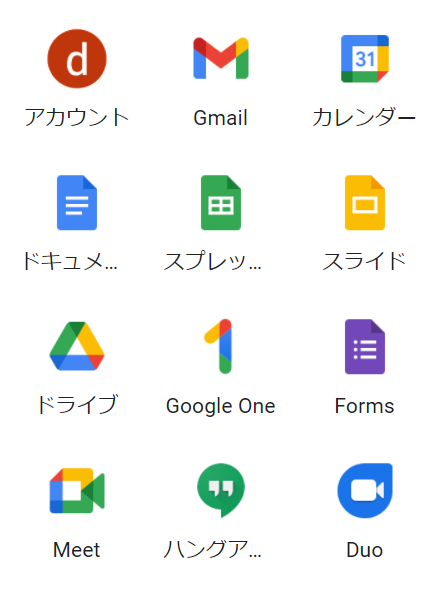 d
アカウント
Gmail
31
カレンダー
ドキュメ...
スプレッ...
スライド
ドライブ
1
Google One
Forms
Meet
ハングア...
Duo